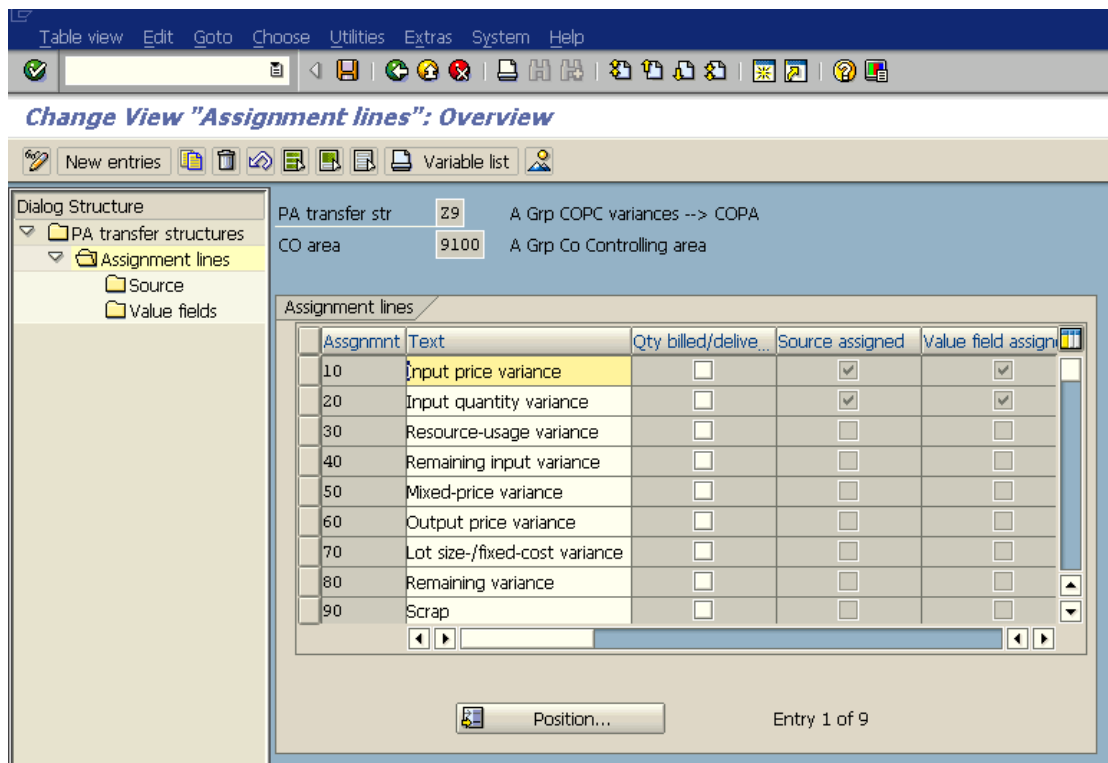 Table view Edit Goto Choose Utilities Extras System Help
Change View "Assignment lines": Overview
New entries Variable list
Dialog Structure
PA transfer structures
Assignment lines
Source
Value fields
PA transfer str Z9 A Grp COPC variances --> COPA
CO area 9100 A Grp Co Controlling area
Assignment lines
Assgnmnt Text Qty billed/delive... Source assigned Value field assign
10 Input price variance
20 Input quantity variance
30 Resource-usage variance
40 Remaining input variance
50 Mixed-price variance
60 Output price variance
70 Lot size-/fixed-cost variance
80 Remaining variance
90 Scrap
Position... Entry 1 of 9